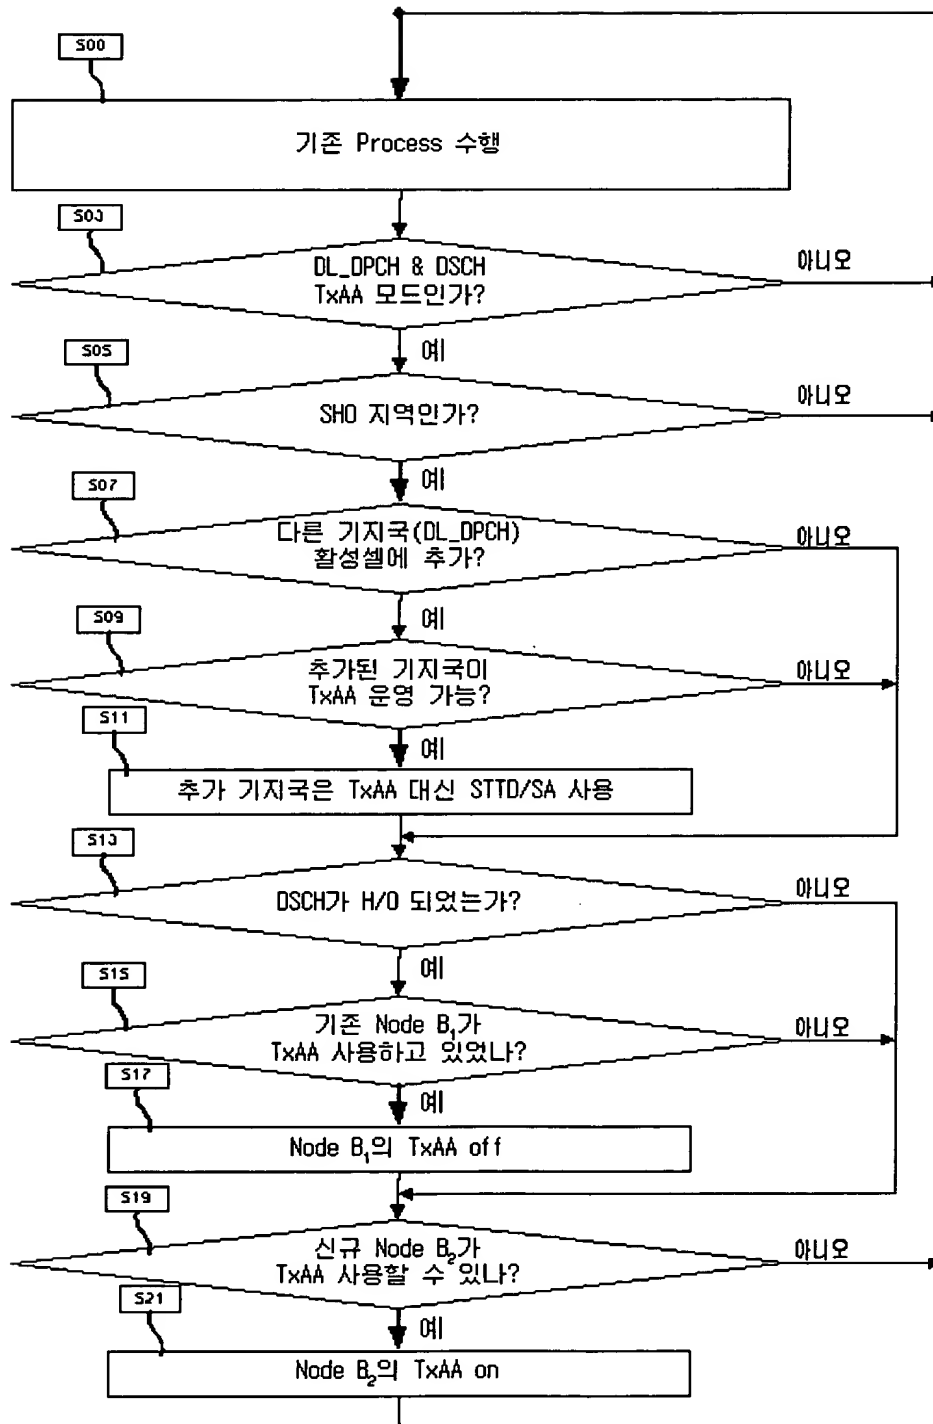 S00
기존 Process 수행
S03
DL_DPCH & DSCH
TxAA 모드인가?
아니오
예
S05
SHO 지역인가?
아니오
예
S07
다른 기지국(DL_DPCH)
활성셀에 추가?
아니오
예
S09
추가된 기지국이
TxAA 운영 가능?
아니오
예
S11
추가 기지국은 TxAA 대신 STTD/SA 사용
S13
DSCH가 H/O 되었는가?
아니오
예
S15
기존 Node B₁가
TxAA 사용하고 있었나?
아니오
예
S17
Node B₁의 TxAA off
S19
신규 Node B₂가
TxAA 사용할 수 있나?
아니오
예
S21
Node B₂의 TxAA on